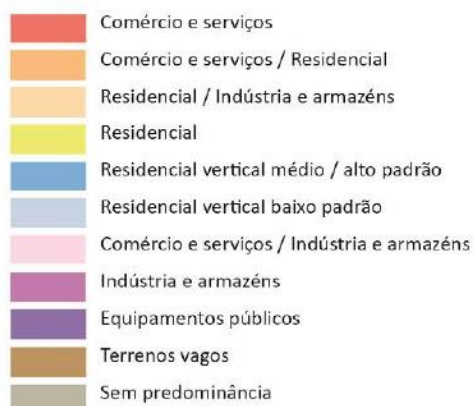 Comércio e serviços
Comércio e serviços / Residencial
Residencial / Indústria e armazéns
Residencial
Residencial vertical médio / alto padrão
Residencial vertical baixo padrão
Comércio e serviços / Indústria e armazéns
Indústria e armazéns
Equipamentos públicos
Terrenos vagos
Sem predominância